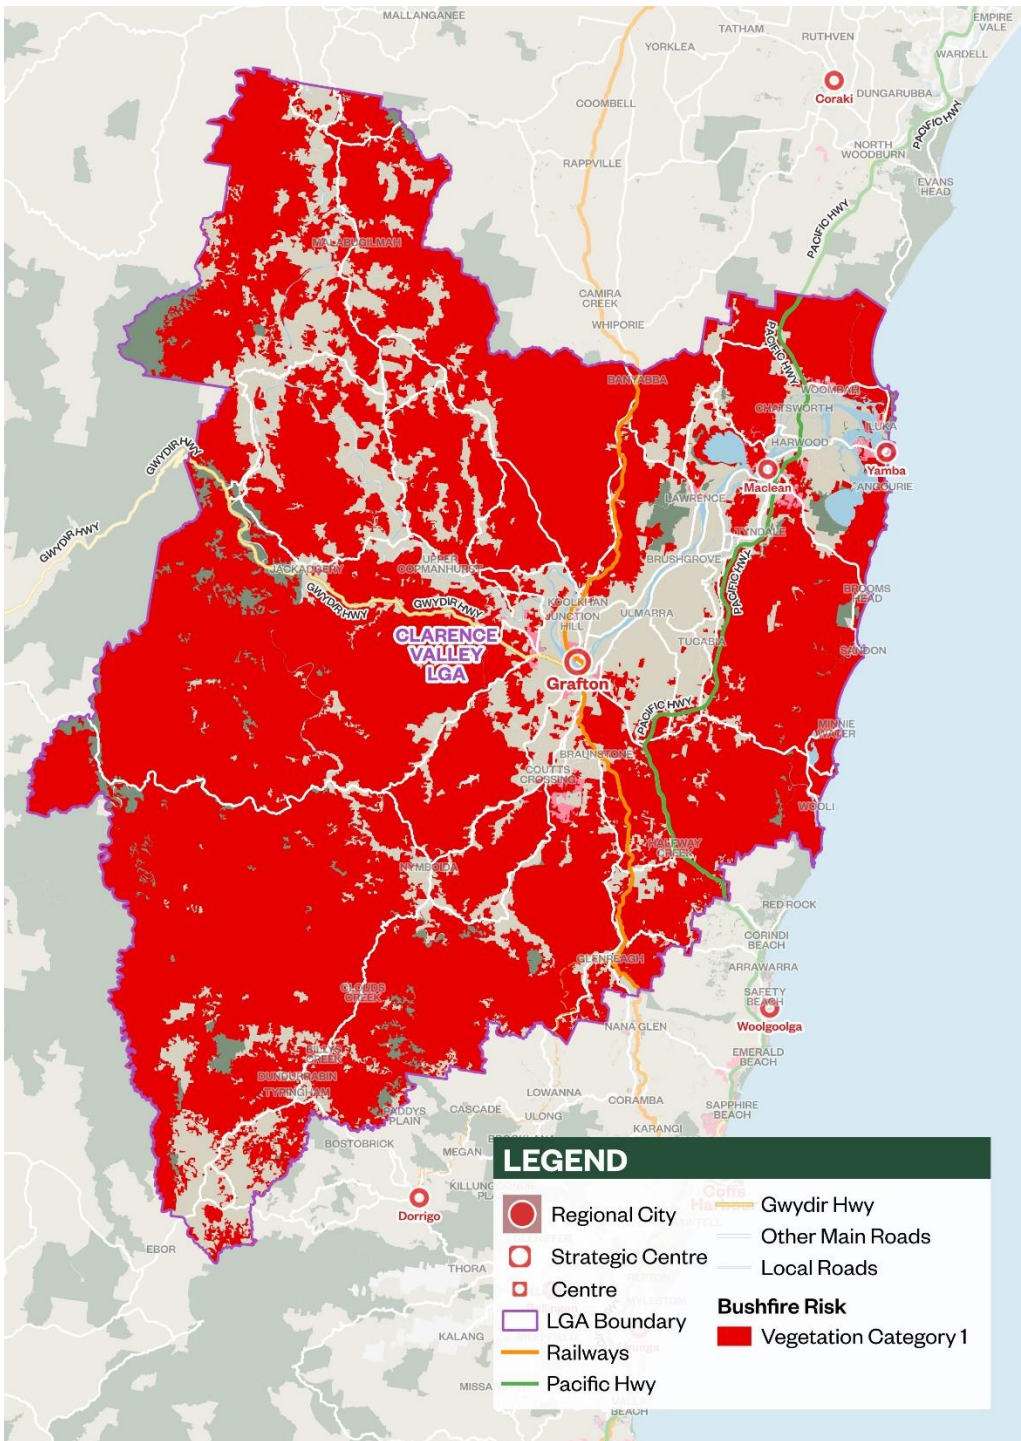 MALLANGANEE
EMPIRE
VALE
TATHAM
RUTHVEN
YORKLEA
WARDELL
Coraki
DUNGARUBBA
COOMBELL
PACIFIC HWY
NORTH
WOODBURN
RAPPVILLE
EVANS
HEAD
PACIFIC HWY
MALABUGILMAH
CAMIRA
CREEK
WHIPORIE
PACIFIC HWY
BANYABBA
WOOMBAH
CHATSWORTH
ILUKA
HARWOOD
GWYDIR HWY
Yamba
Maclean
ANGOURIE
LAWRENCE
GWYDIR HWY
TYNDALE
UPPER
COPMANHURST
BRUSHGROVE
JACKADGERY
PACIFIC HWY
BROOMS
HEAD
GWYDIR HWY
GWYDIR HWY
KOOLKHAN
JUNCTION
HILL
ULMARRA
CLARENCE
VALLEY
LGA
TUCABIA
SANDON
Grafton
PACIFIC HWY
MINNIE
WATER
BRAUNSTONE
COUTTS
CROSSING
WOOLI
HALFWAY
CREEK
NYMBOIDA
RED ROCK
CORINDI
BEACH
GLENREAGH
ARRAWARRA
CLOUDS
CREEK
SAFETY
BEACH
Woolgoolga
NANA GLEN
BILLYS
CREEK
EMERALD
BEACH
DUNDURRABIN
TYRINGHAM
LOWANNA
CORAMBA
SAPPHIRE
BEACH
PADDYS
PLAIN
CASCADE
ULONG
KARANGI
BOSTOBRICK
MEGAN
LEGEND
Dorrigo
EBOR
THORA
KALANG
MISSA
BEACH
Regional City
Strategic Centre
Centre
LGA Boundary
Railways
Pacific Hwy
Gwydir Hwy
Other Main Roads
Local Roads
Bushfire Risk
Vegetation Category 1